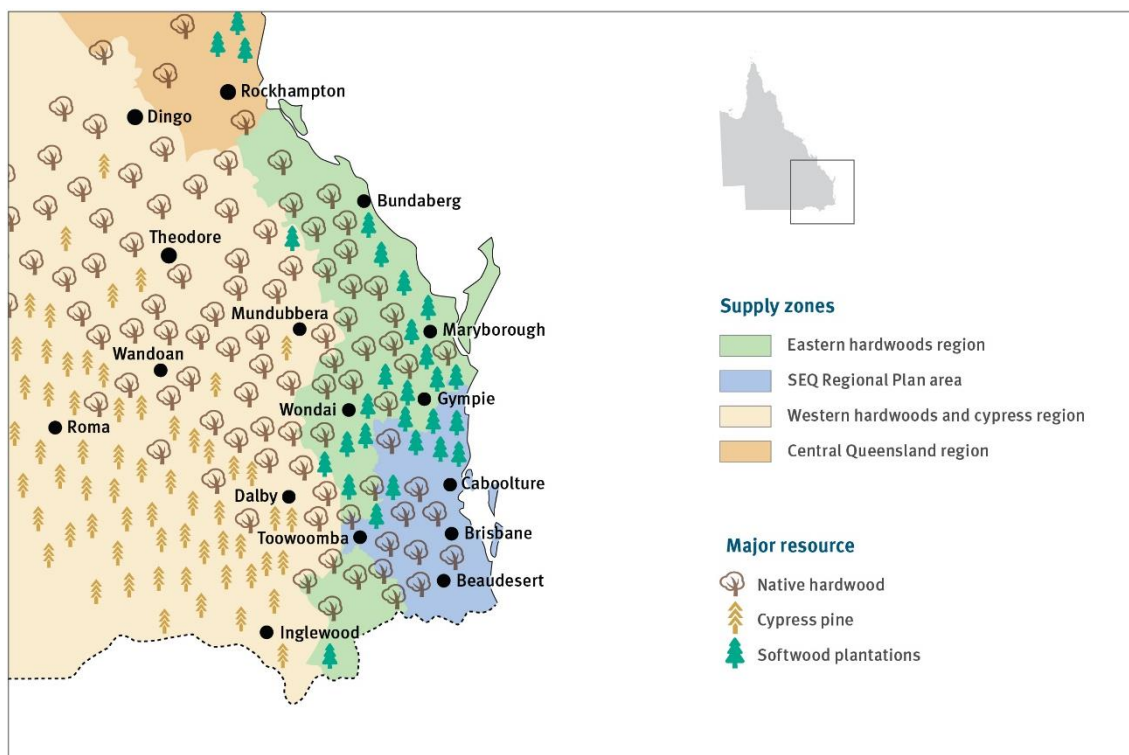 Rockhampton
Dingo
Bundaberg
Theodore
Mundubbera
Maryborough
Wandoan
Gympie
Wondai
Roma
Caboolture
Dalby
Brisbane
Toowoomba
Beaudesert
Inglewood
Supply zones
Eastern hardwoods region
SEQ Regional Plan area
Western hardwoods and cypress region
Central Queensland region
Major resource
Native hardwood
Cypress pine
Softwood plantations